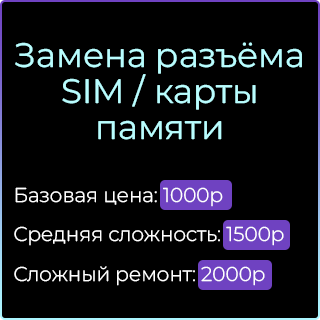 Замена разъёма
SIM / карты
памяти
Базовая цена: 1000р
Средняя сложность: 1500р
Сложный ремонт: 2000р